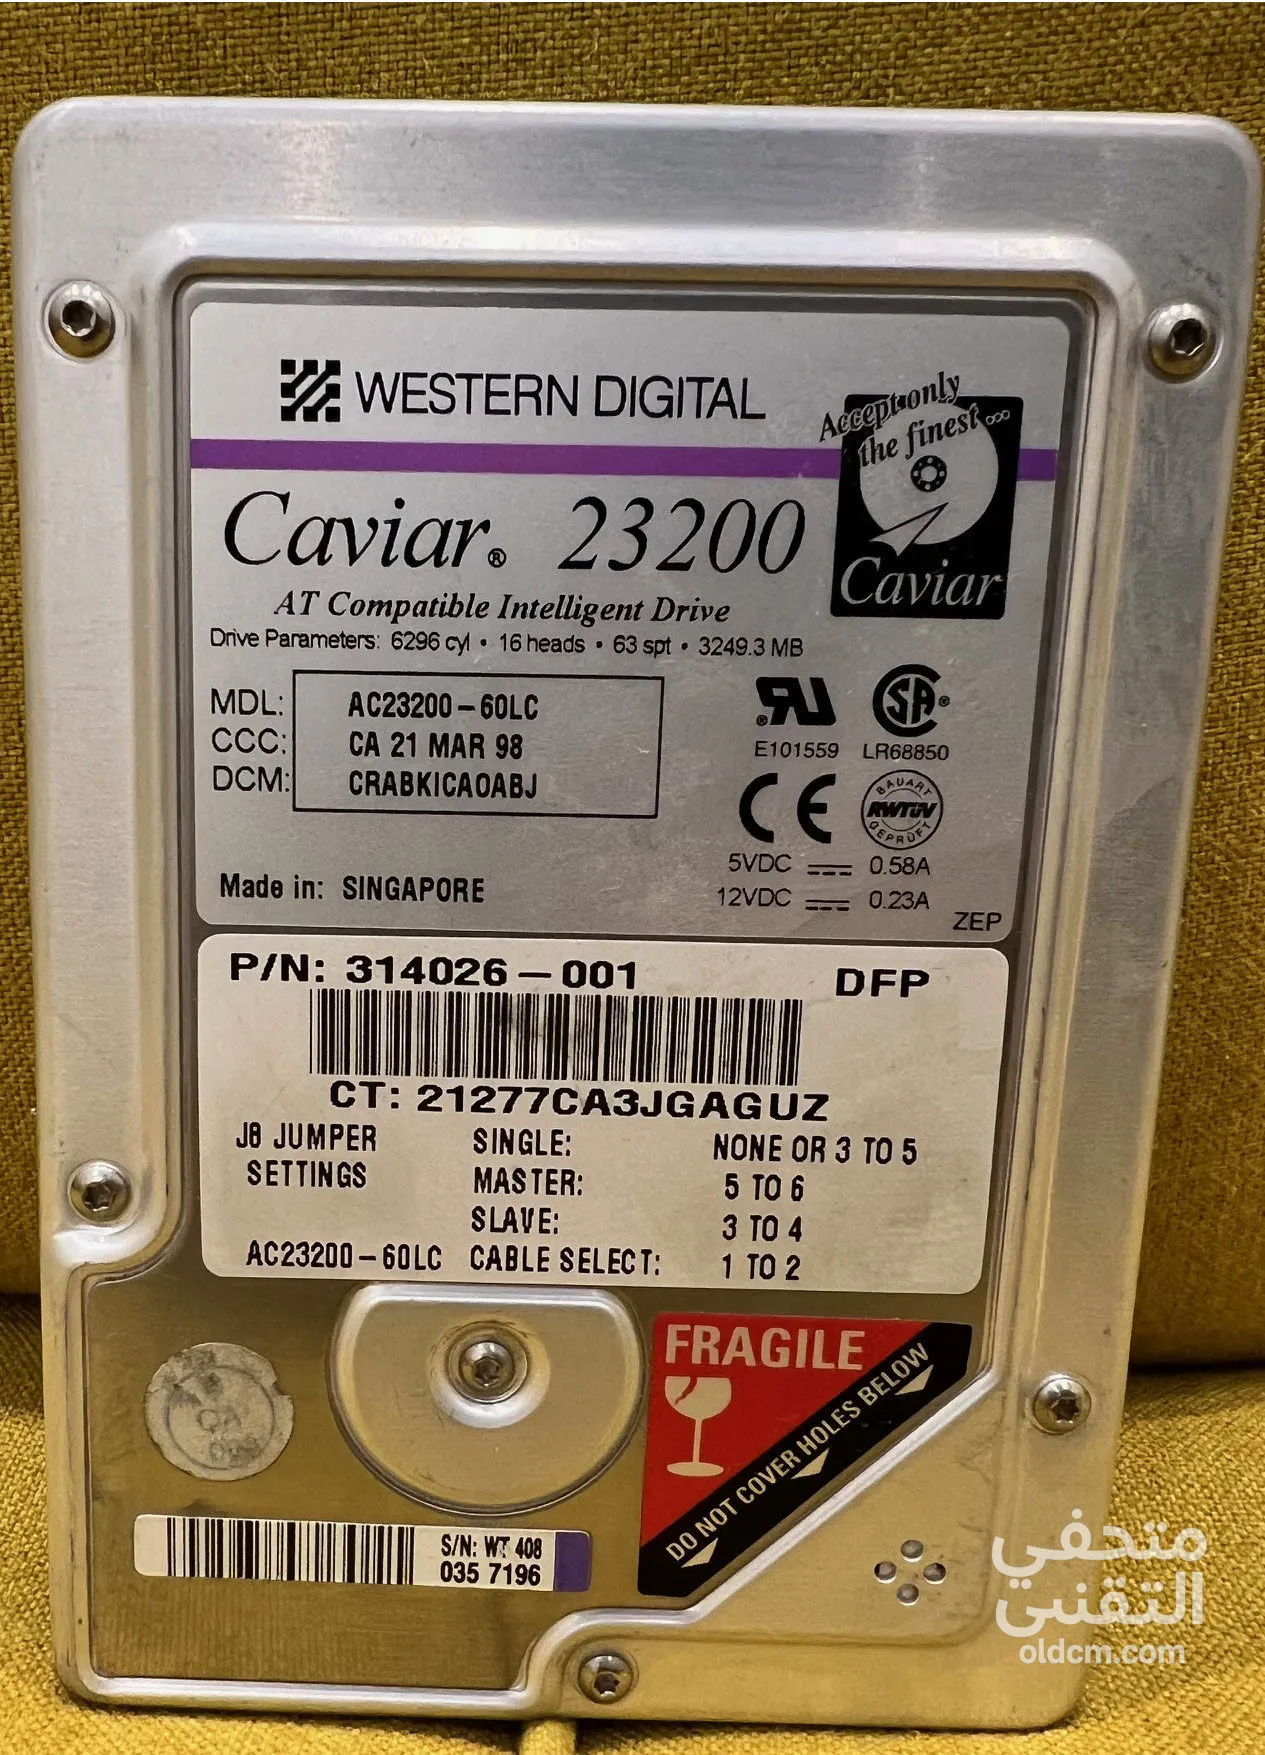 WESTERN DIGITAL
Accept only
the finest...
Caviar® 23200
Caviar
AT Compatible Intelligent Drive
Drive Parameters: 6296 cyl • 16 heads • 63 spt • 3249.3 MB
MDL: AC23200-60LC
CCC: CA 21 MAR 98
DCM: CRABKICAOABJ
E101559 LR68850
BAUART
RWTÜV
GEPRÜFT
5VDC 0.58A
12VDC 0.23A
Made in: SINGAPORE
ZEP
P/N: 314026-001 DFP
CT: 21277CA3JGAGUZ
J8 JUMPER SINGLE: NONE OR 3 TO 5
SETTINGS MASTER: 5 TO 6
SLAVE: 3 TO 4
AC23200-60LC CABLE SELECT: 1 TO 2
FRAGILE
DO NOT COVER HOLES BELOW
S/N: WT 408
035 7196
متحفي
التقني
oldcm.com